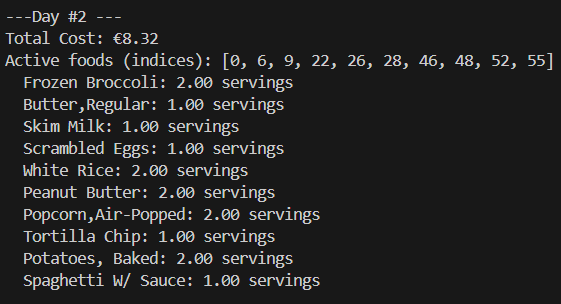 ---Day #2 ---
Total Cost: €8.32
Active foods (indices): [0, 6, 9, 22, 26, 28, 46, 48, 52, 55]
Frozen Broccoli: 2.00 servings
Butter,Regular: 1.00 servings
Skim Milk: 1.00 servings
Scrambled Eggs: 1.00 servings
White Rice: 2.00 servings
Peanut Butter: 2.00 servings
Popcorn,Air-Popped: 2.00 servings
Tortilla Chip: 1.00 servings
Potatoes, Baked: 2.00 servings
Spaghetti W/ Sauce: 1.00 servings